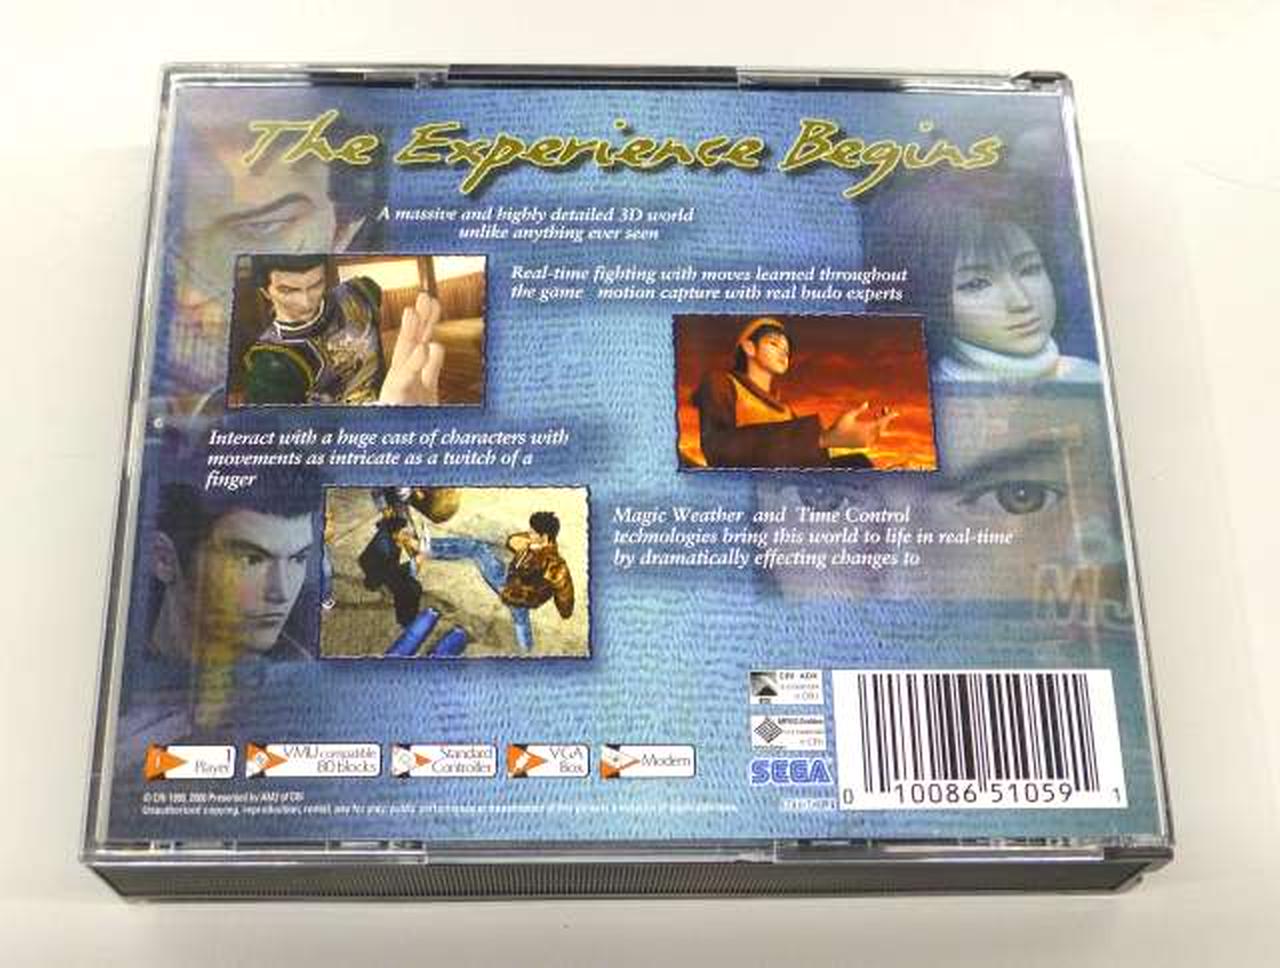 The Experience Begins
A massive and highly detailed 3D world
unlike anything ever seen
Real-time fighting with moves learned throughout
the game motion capture with real budo experts
Interact with a huge cast of characters with
movements as intricate as a twitch of a
finger
Magic Weather and Time Control
technologies bring this world to life in real-time
by dramatically effecting changes to
1
Player
VMU compatible
80 blocks
Standard
Controller
VGA
Box
Modem
SEGA
0 10086 51059 1